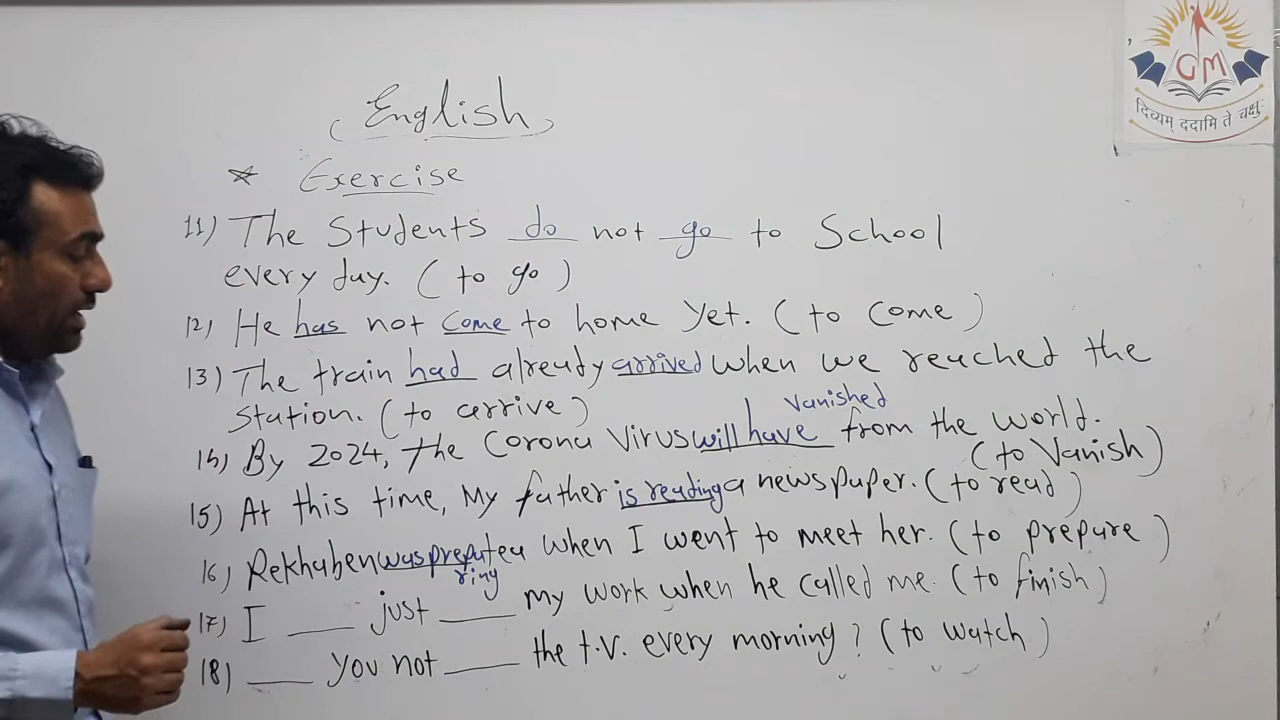 GM
दिव्यम् ददामि ते चक्षुः
(English)
* Exercise
11) The Students do not go to School
every day. (to go)
12) He has not come to home yet. (to come)
13) The train had already arrived when we reached the
Station. (to arrive)
vanished
14) By 2024, the Corona Virus will have from the world.
(to Vanish)
15) At this time, My father is reading a newspaper. (to read)
16) Rekhaben was prepa tea when I went to meet her. (to prepare)
ring
17) I ___ just ___ my work when he called me. (to finish)
18) ___ you not ___ the t.v. every morning? (to watch)